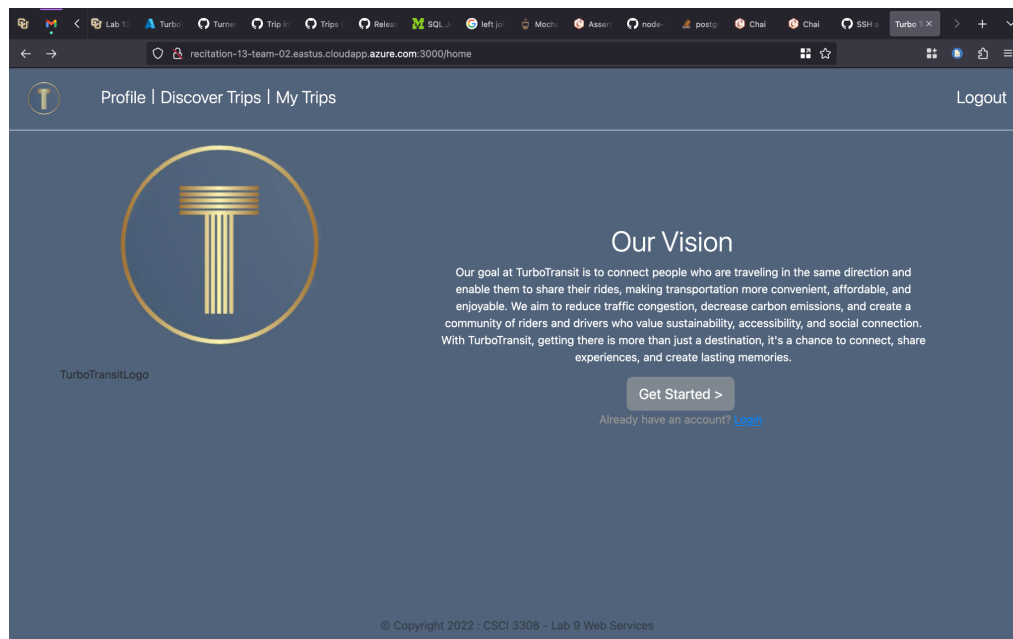 Lab 1
Turbo
Turne
Trip in
Trips
Relea
SQL J
left joi
Moch
Asser
node-
postg
Chai
Chai
SSH a
Turbo T
recitation-13-team-02.eastus.cloudapp.azure.com:3000/home
T
Profile | Discover Trips | My Trips
Logout
T
Our Vision
Our goal at TurboTransit is to connect people who are traveling in the same direction and
enable them to share their rides, making transportation more convenient, affordable, and
enjoyable. We aim to reduce traffic congestion, decrease carbon emissions, and create a
community of riders and drivers who value sustainability, accessibility, and social connection.
With TurboTransit, getting there is more than just a destination, it's a chance to connect, share
experiences, and create lasting memories.
TurboTransitLogo
Get Started >
Already have an account? Login
© Copyright 2022 : CSCI 3308 - Lab 9 Web Services